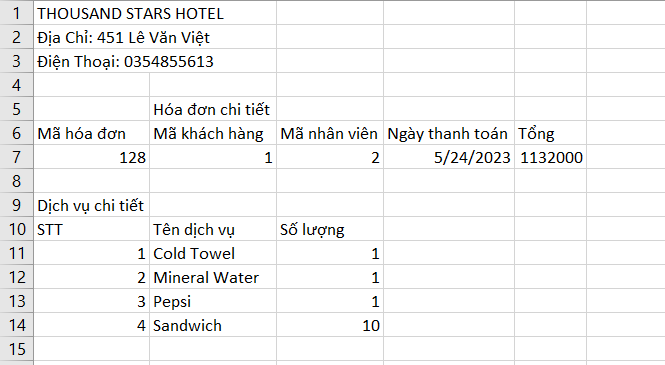 1 THOUSAND STARS HOTEL
2 Địa Chỉ: 451 Lê Văn Việt
3 Điện Thoại: 0354855613
4
5 Hóa đơn chi tiết
6 Mã hóa đơn Mã khách hàng Mã nhân viên Ngày thanh toán Tổng
7 128 1 2 5/24/2023 1132000
8
9 Dịch vụ chi tiết
10 STT Tên dịch vụ Số lượng
11 1 Cold Towel 1
12 2 Mineral Water 1
13 3 Pepsi 1
14 4 Sandwich 10
15